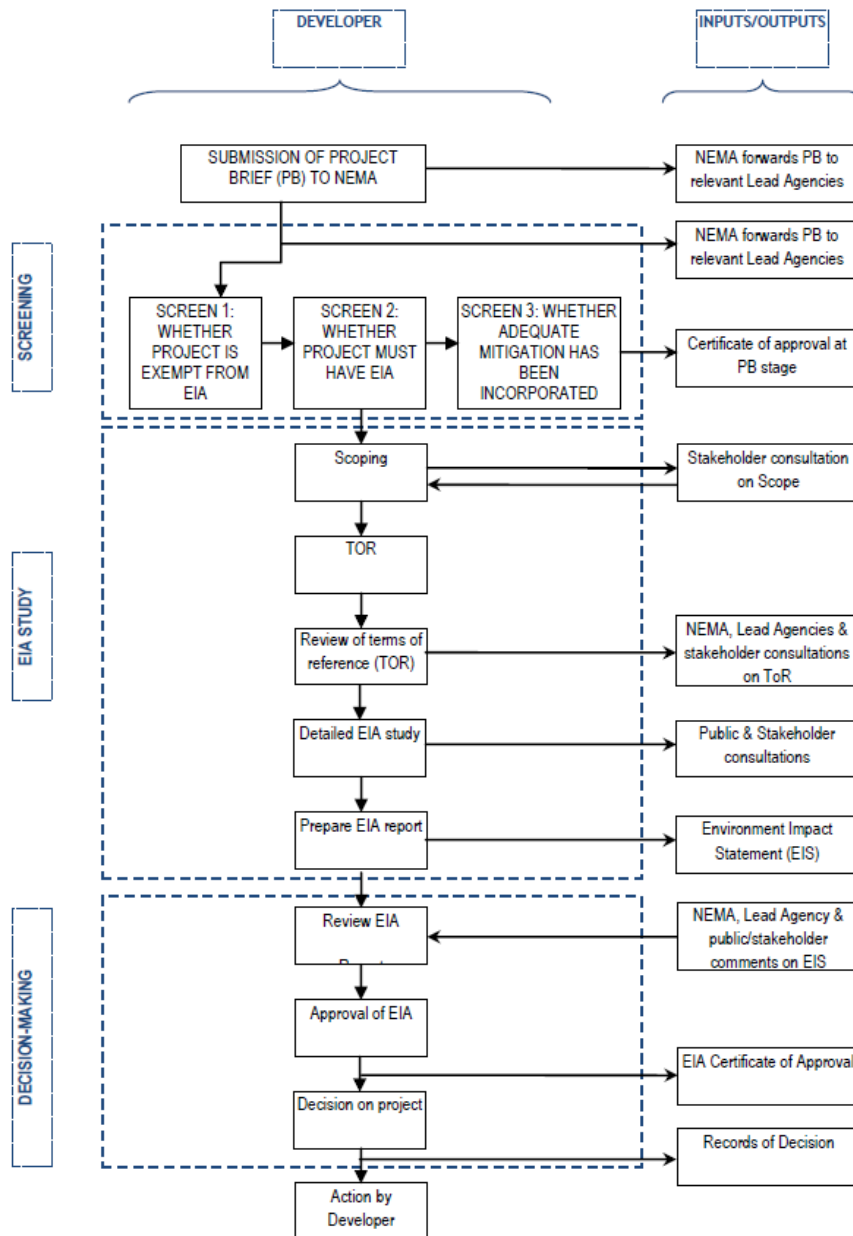 DEVELOPER
INPUTS/OUTPUTS
SUBMISSION OF PROJECT
BRIEF (PB) TO NEMA
NEMA forwards PB to
relevant Lead Agencies
NEMA forwards PB to
relevant Lead Agencies
SCREENING
SCREEN 1:
WHETHER
PROJECT IS
EXEMPT FROM
EIA
SCREEN 2:
WHETHER
PROJECT MUST
HAVE EIA
SCREEN 3: WHETHER
ADEQUATE
MITIGATION HAS
BEEN
INCORPORATED
Certificate of approval at
PB stage
EIA STUDY
Scoping
Stakeholder consultation
on Scope
TOR
Review of terms of
reference (TOR)
NEMA, Lead Agencies &
stakeholder consultations
on ToR
Detailed EIA study
Public & Stakeholder
consultations
Prepare EIA report
Environment Impact
Statement (EIS)
DECISION-MAKING
Review EIA
NEMA, Lead Agency &
public/stakeholder
comments on EIS
Approval of EIA
EIA Certificate of Approval
Decision on project
Records of Decision
Action by
Developer